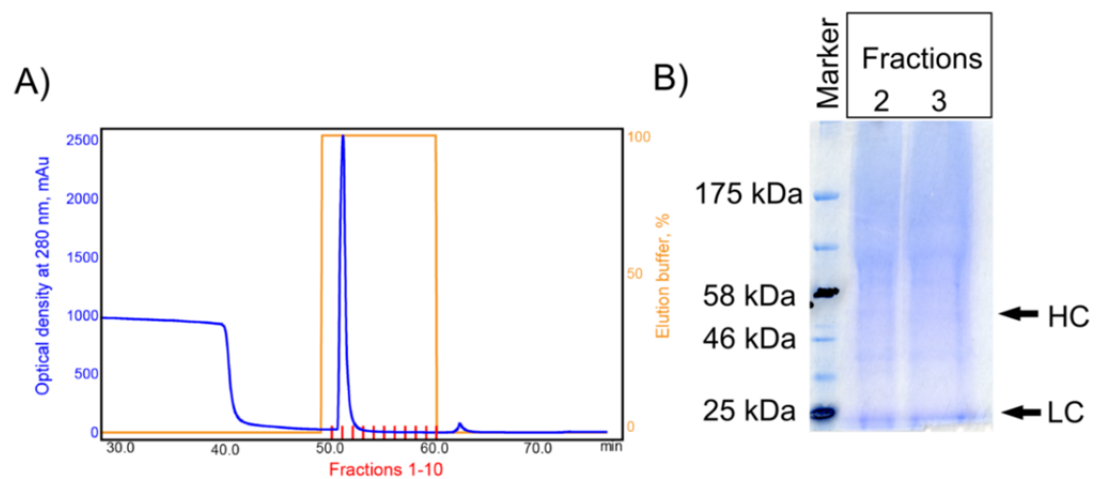 A)
Optical density at 280 nm, mAu
2500
2000
1500
1000
500
0
100
50
0
Elution buffer, %
30.0 40.0 50.0 60.0 70.0 min
Fractions 1-10
B)
Marker
Fractions
2 3
175 kDa
58 kDa
46 kDa
25 kDa
HC
LC